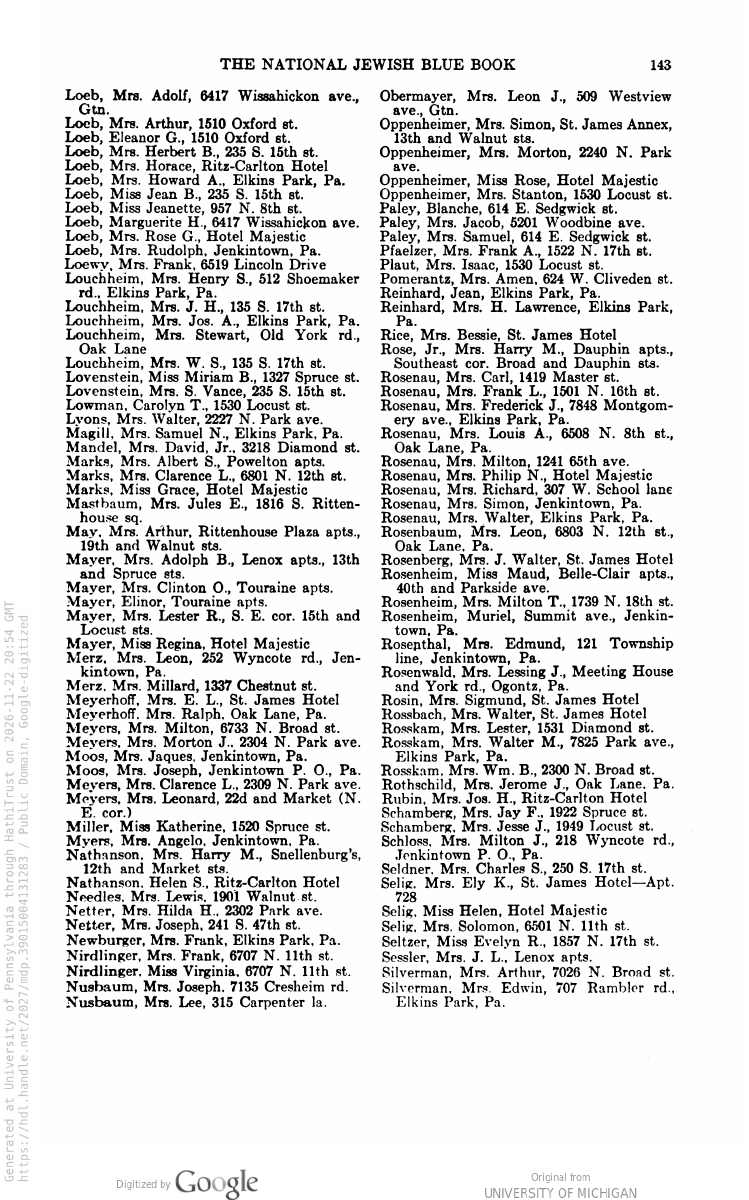 THE NATIONAL JEWISH BLUE BOOK 143
Loeb, Mrs. Adolf, 6417 Wissahickon ave.,
Gtn.
Loeb, Mrs. Arthur, 1510 Oxford st.
Loeb, Eleanor G., 1510 Oxford st.
Loeb, Mrs. Herbert B., 235 S. 15th st.
Loeb, Mrs. Horace, Ritz-Carlton Hotel
Loeb, Mrs. Howard A., Elkins Park, Pa.
Loeb, Miss Jean B., 235 S. 15th st.
Loeb, Miss Jeanette, 957 N. 8th st.
Loeb, Marguerite H., 6417 Wissahickon ave.
Loeb, Mrs. Rose G., Hotel Majestic
Loeb, Mrs. Rudolph, Jenkintown, Pa.
Loewy, Mrs. Frank, 6519 Lincoln Drive
Louchheim, Mrs. Henry S., 512 Shoemaker
rd., Elkins Park, Pa.
Louchheim, Mrs. J. H., 135 S. 17th st.
Louchheim, Mrs. Jos. A., Elkins Park, Pa.
Louchheim, Mrs. Stewart, Old York rd.,
Oak Lane
Louchheim, Mrs. W. S., 135 S. 17th st.
Lovenstein, Miss Miriam B., 1327 Spruce st.
Lovenstein, Mrs. S. Vance, 235 S. 15th st.
Lowman, Carolyn T., 1530 Locust st.
Lyons, Mrs. Walter, 2227 N. Park ave.
Magill, Mrs. Samuel N., Elkins Park, Pa.
Mandel, Mrs. David, Jr., 3218 Diamond st.
Marks, Mrs. Albert S., Powelton apts.
Marks, Mrs. Clarence L., 6801 N. 12th st.
Marks, Miss Grace, Hotel Majestic
Mastbaum, Mrs. Jules E., 1816 S. Ritten-
house sq.
May, Mrs. Arthur, Rittenhouse Plaza apts.,
19th and Walnut sts.
Mayer, Mrs. Adolph B., Lenox apts., 13th
and Spruce sts.
Mayer, Mrs. Clinton O., Touraine apts.
Mayer, Elinor, Touraine apts.
Mayer, Mrs. Lester R., S. E. cor. 15th and
Locust sts.
Mayer, Miss Regina, Hotel Majestic
Merz, Mrs. Leon, 252 Wyncote rd., Jen-
kintown, Pa.
Merz, Mrs. Millard, 1337 Chestnut st.
Meyerhoff, Mrs. E. L., St. James Hotel
Meyerhoff. Mrs. Ralph, Oak Lane, Pa.
Meyers, Mrs. Milton, 6733 N. Broad st.
Meyers, Mrs. Morton J., 2304 N. Park ave.
Moos, Mrs. Jaques, Jenkintown, Pa.
Moos, Mrs. Joseph, Jenkintown P. O., Pa.
Meyers, Mrs. Clarence L., 2309 N. Park ave.
Meyers, Mrs. Leonard, 22d and Market (N.
E. cor.)
Miller, Miss Katherine, 1520 Spruce st.
Myers, Mrs. Angelo, Jenkintown, Pa.
Nathanson, Mrs. Harry M., Snellenburg's,
12th and Market sts.
Nathanson, Helen S., Ritz-Carlton Hotel
Needles, Mrs. Lewis, 1901 Walnut st.
Netter, Mrs. Hilda H., 2302 Park ave.
Netter, Mrs. Joseph, 241 S. 47th st.
Newburger, Mrs. Frank, Elkins Park, Pa.
Nirdlinger, Mrs. Frank, 6707 N. 11th st.
Nirdlinger, Miss Virginia, 6707 N. 11th st.
Nusbaum, Mrs. Joseph, 7135 Cresheim rd.
Nusbaum, Mrs. Lee, 315 Carpenter la.
Obermayer, Mrs. Leon J., 509 Westview
ave., Gtn.
Oppenheimer, Mrs. Simon, St. James Annex,
13th and Walnut sts.
Oppenheimer, Mrs. Morton, 2240 N. Park
ave.
Oppenheimer, Miss Rose, Hotel Majestic
Oppenheimer, Mrs. Stanton, 1530 Locust st.
Paley, Blanche, 614 E. Sedgwick st.
Paley, Mrs. Jacob, 5201 Woodbine ave.
Paley, Mrs. Samuel, 614 E. Sedgwick st.
Pfaelzer, Mrs. Frank A., 1522 N. 17th st.
Plaut, Mrs. Isaac, 1530 Locust st.
Pomerantz, Mrs. Amen, 624 W. Cliveden st.
Reinhard, Jean, Elkins Park, Pa.
Reinhard, Mrs. H. Lawrence, Elkins Park,
Pa.
Rice, Mrs. Bessie, St. James Hotel
Rose, Jr., Mrs. Harry M., Dauphin apts.,
Southeast cor. Broad and Dauphin sts.
Rosenau, Mrs. Carl, 1419 Master st.
Rosenau, Mrs. Frank L., 1501 N. 16th st.
Rosenau, Mrs. Frederick J., 7848 Montgom-
ery ave., Elkins Park, Pa.
Rosenau, Mrs. Louis A., 6508 N. 8th st.,
Oak Lane, Pa.
Rosenau, Mrs. Milton, 1241 65th ave.
Rosenau, Mrs. Philip N., Hotel Majestic
Rosenau, Mrs. Richard, 307 W. School lane
Rosenau, Mrs. Simon, Jenkintown, Pa.
Rosenau, Mrs. Walter, Elkins Park, Pa.
Rosenbaum, Mrs. Leon, 6803 N. 12th st.,
Oak Lane, Pa.
Rosenberg, Mrs. J. Walter, St. James Hotel
Rosenheim, Miss Maud, Belle-Clair apts.,
40th and Parkside ave.
Rosenheim, Mrs. Milton T., 1739 N. 18th st.
Rosenheim, Muriel, Summit ave., Jenkin-
town, Pa.
Rosenthal, Mrs. Edmund, 121 Township
line, Jenkintown, Pa.
Rosenwald, Mrs. Lessing J., Meeting House
and York rd., Ogontz, Pa.
Rosin, Mrs. Sigmund, St. James Hotel
Rossbach, Mrs. Walter, St. James Hotel
Rosskam, Mrs. Lester, 1531 Diamond st.
Rosskam, Mrs. Walter M., 7825 Park ave.,
Elkins Park, Pa.
Rosskam, Mrs. Wm. B., 2300 N. Broad st.
Rothschild, Mrs. Jerome J., Oak Lane, Pa.
Rubin, Mrs. Jos. H., Ritz-Carlton Hotel
Schamberg, Mrs. Jay F., 1922 Spruce st.
Schamberg, Mrs. Jesse J., 1949 Locust st.
Schloss, Mrs. Milton J., 218 Wyncote rd.,
Jenkintown P. O., Pa.
Seldner, Mrs. Charles S., 250 S. 17th st.
Selig, Mrs. Ely K., St. James Hotel—Apt.
728
Selig, Miss Helen, Hotel Majestic
Selig, Mrs. Solomon, 6501 N. 11th st.
Seltzer, Miss Evelyn R., 1857 N. 17th st.
Sessler, Mrs. J. L., Lenox apts.
Silverman, Mrs. Arthur, 7026 N. Broad st.
Silverman, Mrs. Edwin, 707 Rambler rd.,
Elkins Park, Pa.
Generated at University of Pennsylvania through HathiTrust on 2026-11-22 20:54 GMT
https://hdl.handle.net/2027/mdp.39015004131283 / Public Domain, Google-digitized
Digitized by Google
Original from
UNIVERSITY OF MICHIGAN